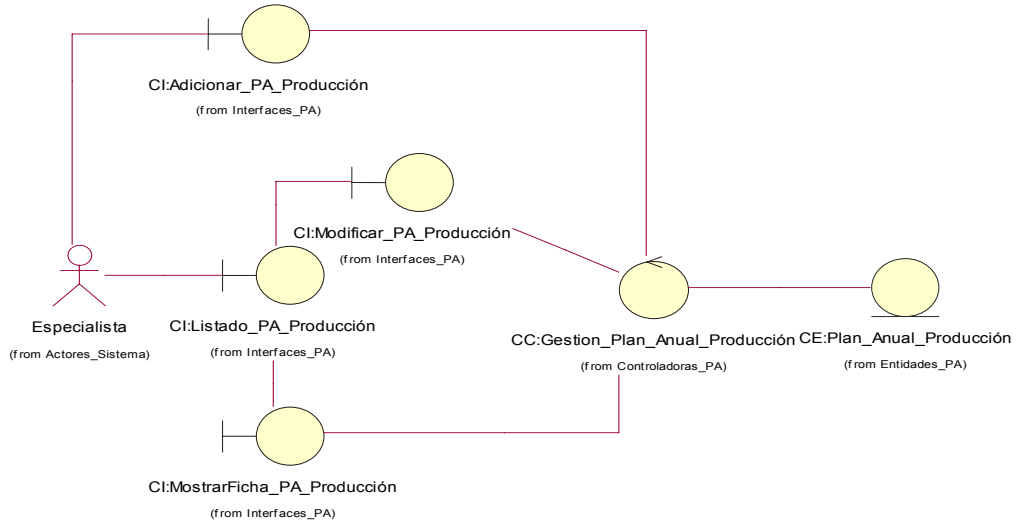 CI:Adicionar_PA_Producción
(from Interfaces_PA)
CI:Modificar_PA_Producción
(from Interfaces_PA)
Especialista
(from Actores_Sistema)
CI:Listado_PA_Producción
(from Interfaces_PA)
CC:Gestion_Plan_Anual_Producción
(from Controladoras_PA)
CE:Plan_Anual_Producción
(from Entidades_PA)
CI:MostrarFicha_PA_Producción
(from Interfaces_PA)